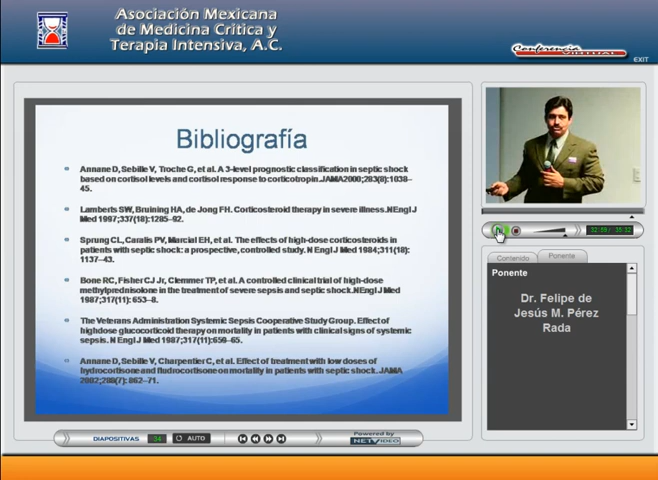 Asociación Mexicana
de Medicina Crítica y
Terapia Intensiva, A.C.
Conferencia
VIRTUAL
EXIT
Bibliografía
Annane D, Sebille V, Troche G, et al. A 3-level prognostic classification in septic shock
based on cortisol levels and cortisol response to corticotropin.JAMA2000;283(8):1038–
45.
Lamberts SW, Bruining HA, de Jong FH. Corticosteroid therapy in severe illness.NEngl J
Med 1997;337(18):1285–92.
Sprung CL, Caralis PV, Marcial EH, et al. The effects of high-dose corticosteroids in
patients with septic shock: a prospective, controlled study. N Engl J Med 1984;311(18):
1137–43.
Bone RC, Fisher CJ Jr, Clemmer TP, et al. A controlled clinical trial of high-dose
methylprednisolone in the treatment of severe sepsis and septic shock.NEngl J Med
1987;317(11): 653–8.
The Veterans Administration Systemic Sepsis Cooperative Study Group. Effect of
highdose glucocorticoid therapy on mortality in patients with clinical signs of systemic
sepsis. N Engl J Med 1987;317(11):659–65.
Annane D, Sebille V, Charpentier C, et al. Effect of treatment with low doses of
hydrocortisone and fludrocortisone on mortality in patients with septic shock. JAMA
2002;288(7): 862–71.
Contenido
Ponente
Ponente
Dr. Felipe de
Jesús M. Pérez
Rada
DIAPOSITIVAS
34
AUTO
Powered by
NETVIDEO